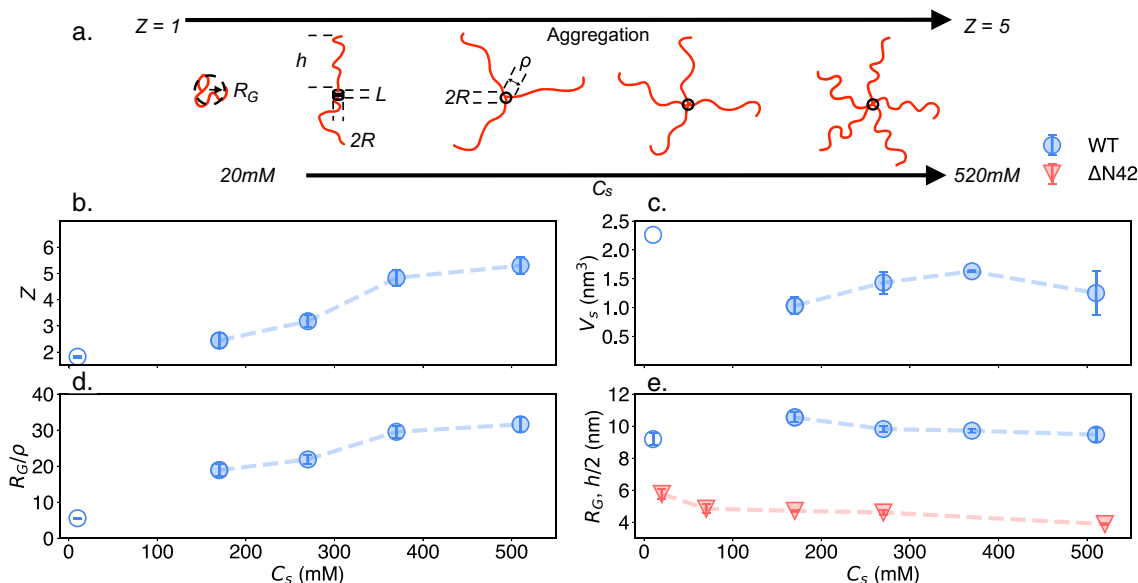 a.
Z = 1
Aggregation
Z = 5
R_G
h
L
2R
2R
ρ
20mM
C_s
520mM
WT
ΔN42
b.
Z
6
5
4
3
2
c.
V_s (nm³)
2.5
2.0
1.5
1.0
0.5
d.
R_G/ρ
40
30
20
10
0
0 100 200 300 400 500
C_s (mM)
e.
R_G, h/2 (nm)
12
10
8
6
4
0 100 200 300 400 500
C_s (mM)